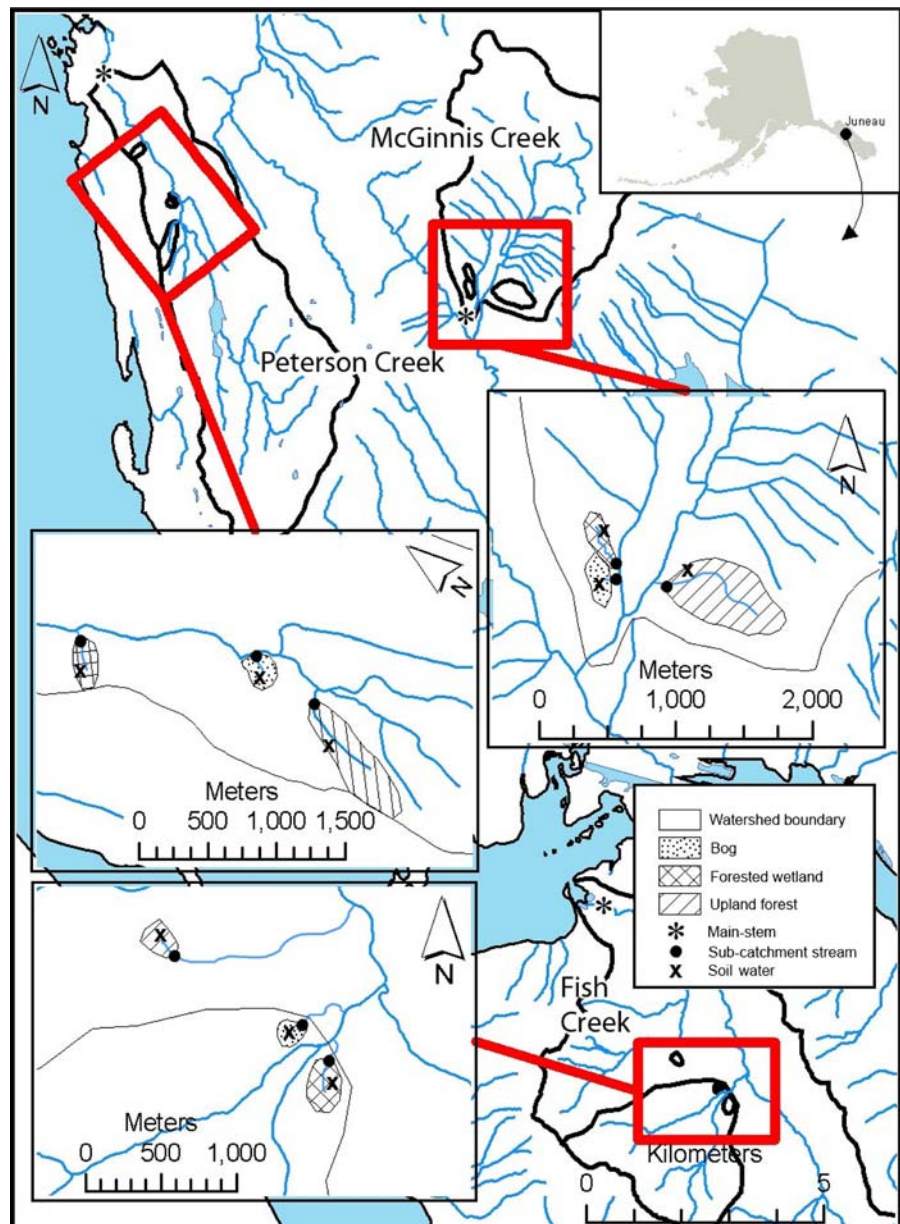 N
McGinnis Creek
Juneau
Peterson Creek
N
Meters
0 1,000 2,000
N
Meters
0 500 1,000 1,500
Watershed boundary
Bog
Forested wetland
Upland forest
* Main-stem
Sub-catchment stream
x Soil water
N
Meters
0 500 1,000
Fish
Creek
Kilometers
0 5